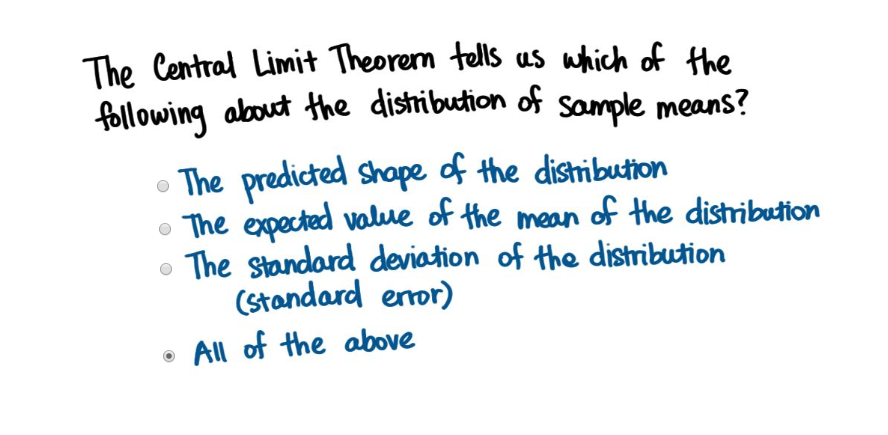 The Central Limit Theorem tells us which of the
following about the distribution of sample means?
The predicted shape of the distribution
The expected value of the mean of the distribution
The standard deviation of the distribution
(standard error)
All of the above